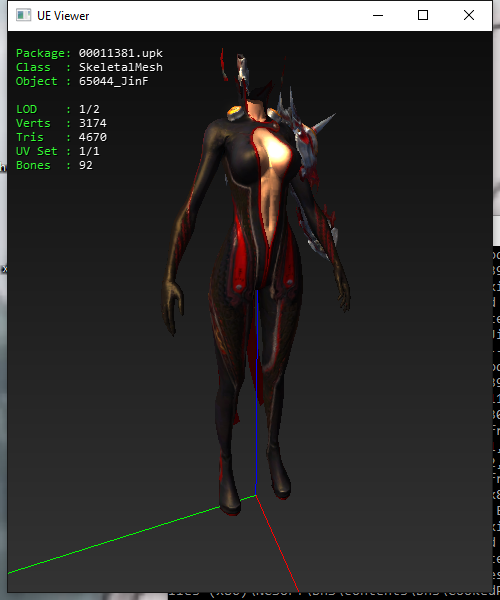 UE Viewer
Package: 00011381.upk
Class : SkeletalMesh
Object : 65044_JinF
LOD : 1/2
Verts : 3174
Tris : 4670
UV Set : 1/1
Bones : 92